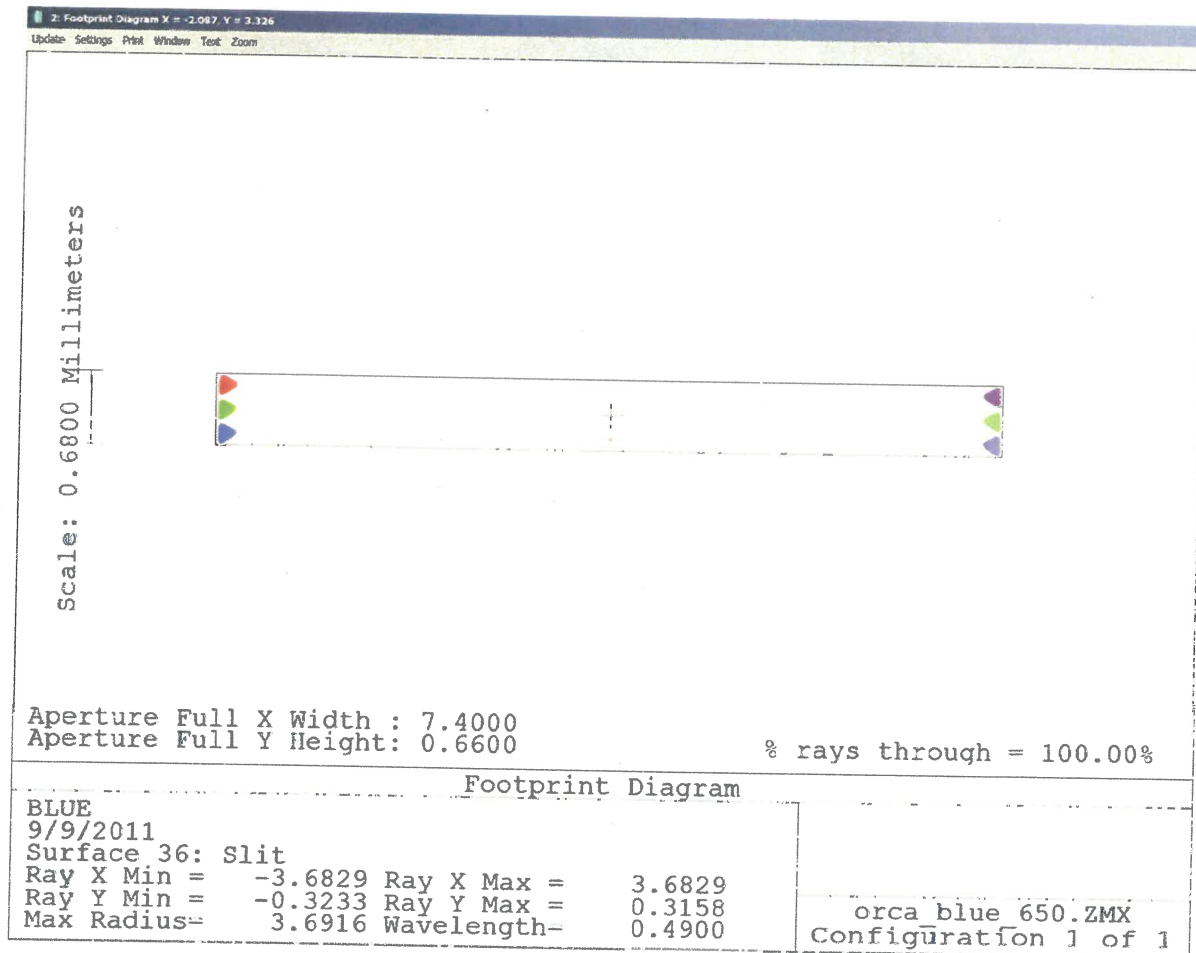 2: Footprint Diagram X = -2.087, Y = 3.326
Update Settings Print Window Text Zoom
Scale: 0.6800 Millimeters
Aperture Full X Width : 7.4000
Aperture Full Y Height: 0.6600
% rays through = 100.00%
Footprint Diagram
BLUE
9/9/2011
Surface 36: Slit
Ray X Min = -3.6829 Ray X Max = 3.6829
Ray Y Min = -0.3233 Ray Y Max = 0.3158
Max Radius= 3.6916 Wavelength= 0.4900
orca_blue_650.ZMX
Configuration 1 of 1